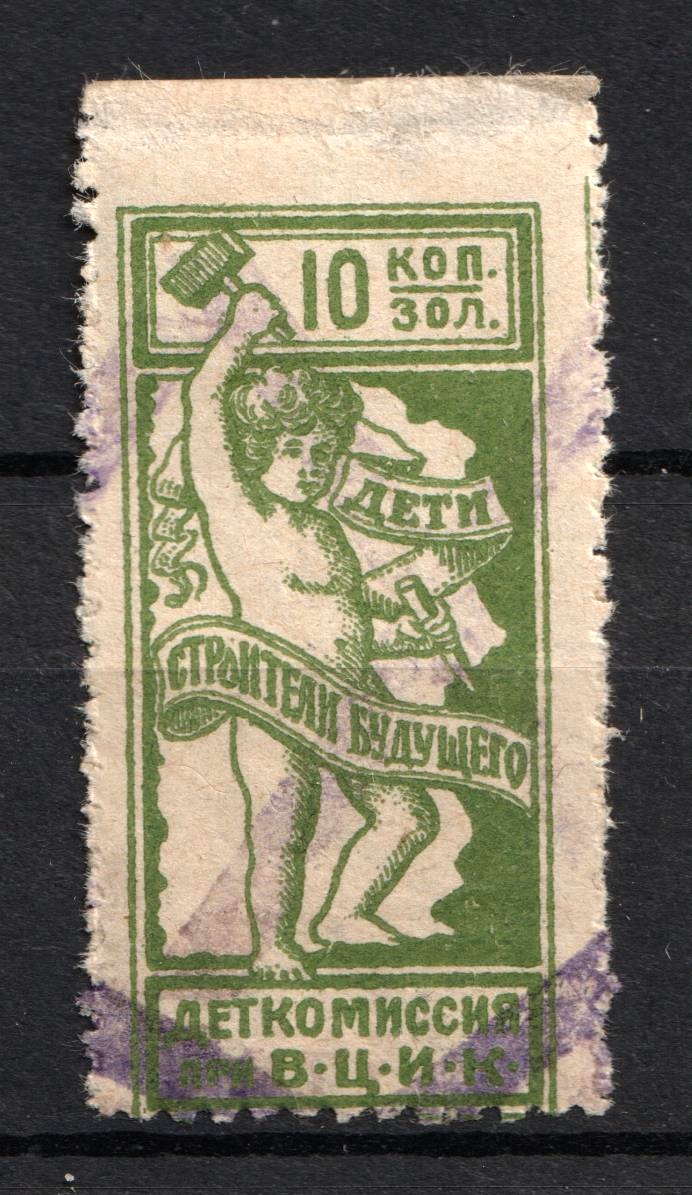 10 КОП.
ЗОЛ.
ДЕТИ
СТРОИТЕЛИ БУДУЩЕГО
ДЕТКОМИССИЯ
ПРИ В·Ц·И·К·